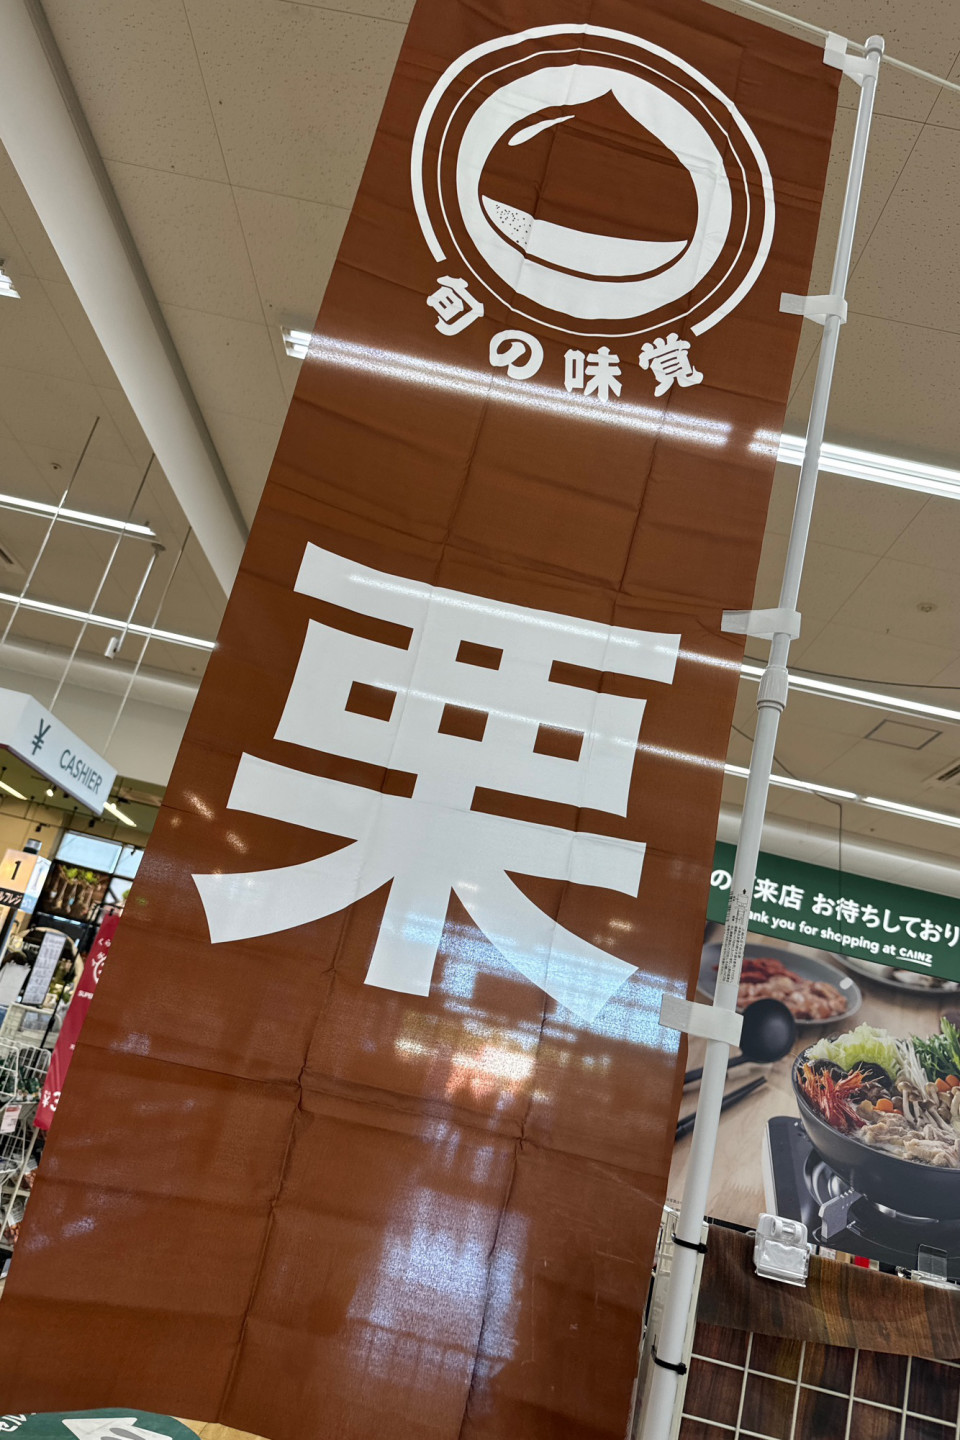 旬の味覚
栗
¥ CASHIER
1
の
来店 お待ちしており
ank you for shopping at CAINZ